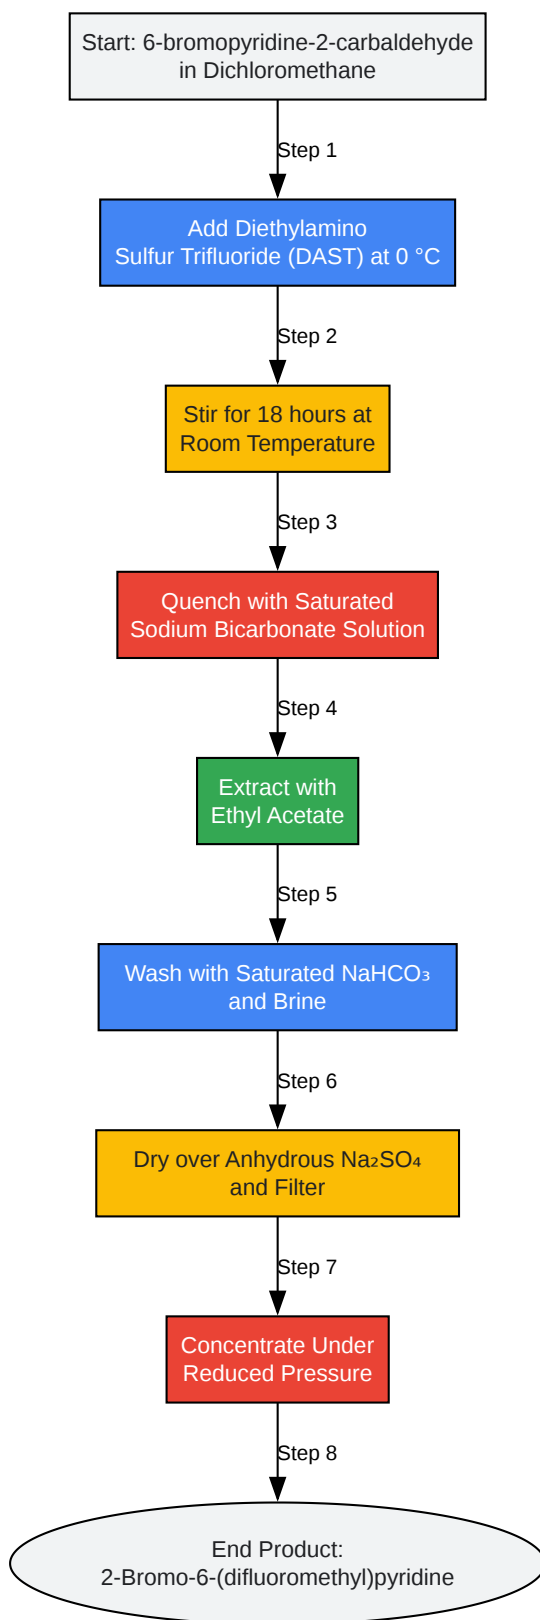 Start: 6-bromopyridine-2-carbaldehyde
in Dichloromethane
Step 1
Add Diethylamino
Sulfur Trifluoride (DAST) at 0 °C
Step 2
Stir for 18 hours at
Room Temperature
Step 3
Quench with Saturated
Sodium Bicarbonate Solution
Step 4
Extract with
Ethyl Acetate
Step 5
Wash with Saturated NaHCO₃
and Brine
Step 6
Dry over Anhydrous Na₂SO₄
and Filter
Step 7
Concentrate Under
Reduced Pressure
Step 8
End Product:
2-Bromo-6-(difluoromethyl)pyridine